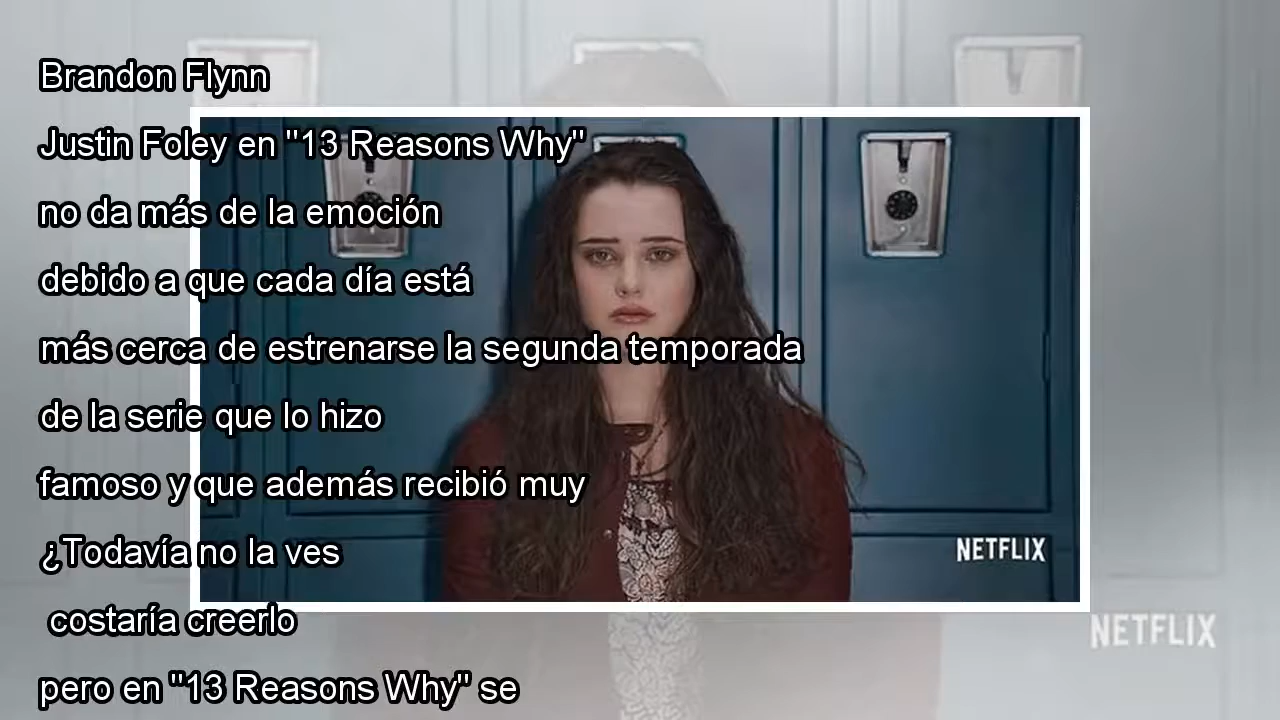 Brandon Flynn
Justin Foley en "13 Reasons Why"
no da más de la emoción
debido a que cada día está
más cerca de estrenarse la segunda temporada
de la serie que lo hizo
famoso y que además recibió muy
¿Todavía no la ves
costaría creerlo
pero en "13 Reasons Why" se
NETFLIX
NETFLIX